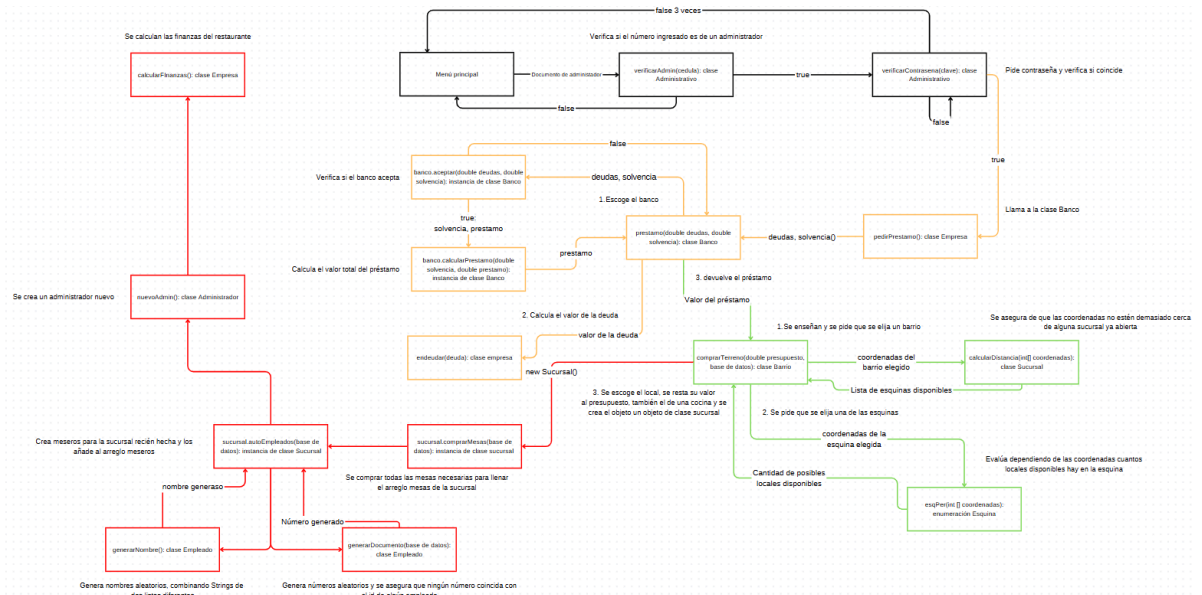 false 3 veces
Se calculan las finanzas del restaurante
Verifica si el número ingresado es de un administrador
calcularFinanzas(): clase Empresa
Menú principal
Documento de administador
verificarAdmin(cedula): clase
Administrativo
true
verificarContrasena(clave): clase
Administrativo
Pide contraseña y verifica si coincide
false
false
false
true
banco.aceptar(double deudas, double
solvencia): instancia de clase Banco
Verifica si el banco acepta
deudas, solvencia
1.Escoge el banco
Llama a la clase Banco
true:
solvencia, prestamo
prestamo(double deudas, double
solvencia): clase Banco
deudas, solvencia()
pedirPrestamo(): clase Empresa
prestamo
banco.calcularPrestamo(double
solvencia, double prestamo):
instancia de clase Banco
Calcula el valor total del préstamo
3. devuelve el préstamo
Valor del préstamo
Se crea un administrador nuevo
nuevoAdmin(): clase Administrador
2. Calcula el valor de la deuda
valor de la deuda
1.Se enseñan y se pide que se elija un barrio
Se asegura de que las coordenadas no estén demasiado cerca
de alguna sucursal ya abierta
endeudar(deuda): clase empresa
new Sucursal()
comprarTerreno(double presupuesto,
base de datos): clase Barrio
coordenadas del
barrio elegido
calcularDistancia(int[] coordenadas):
clase Sucursal
Lista de esquinas disponibles
3. Se escoge el local, se resta su valor
al presupuesto, también el de una cocina y se
crea el objeto un objeto de clase sucursal
2. Se pide que se elija una de las esquinas
Crea meseros para la sucursal recién hecha y los
añade al arreglo meseros
sucursal.autoEmpleados(base de
datos): instancia de clase Sucursal
sucursal.comprarMesas(base de
datos): instancia de clase sucursal
coordenadas de la
esquina elegida
Evalúa dependiendo de las coordenadas cuantos
locales disponibles hay en la esquina
Se comprar todas las mesas necesarias para llenar
el arreglo mesas de la sucursal
Cantidad de posibles
locales disponibles
nombre generaso
esqPer(int [] coordenadas):
enumeración Esquina
Número generado
generarNombre(): clase Empleado
generarDocumento(base de datos):
clase Empleado
Genera nombres aleatorios, combinando Strings de
Genera números aleatorios y se asegura que ningún número coincida con